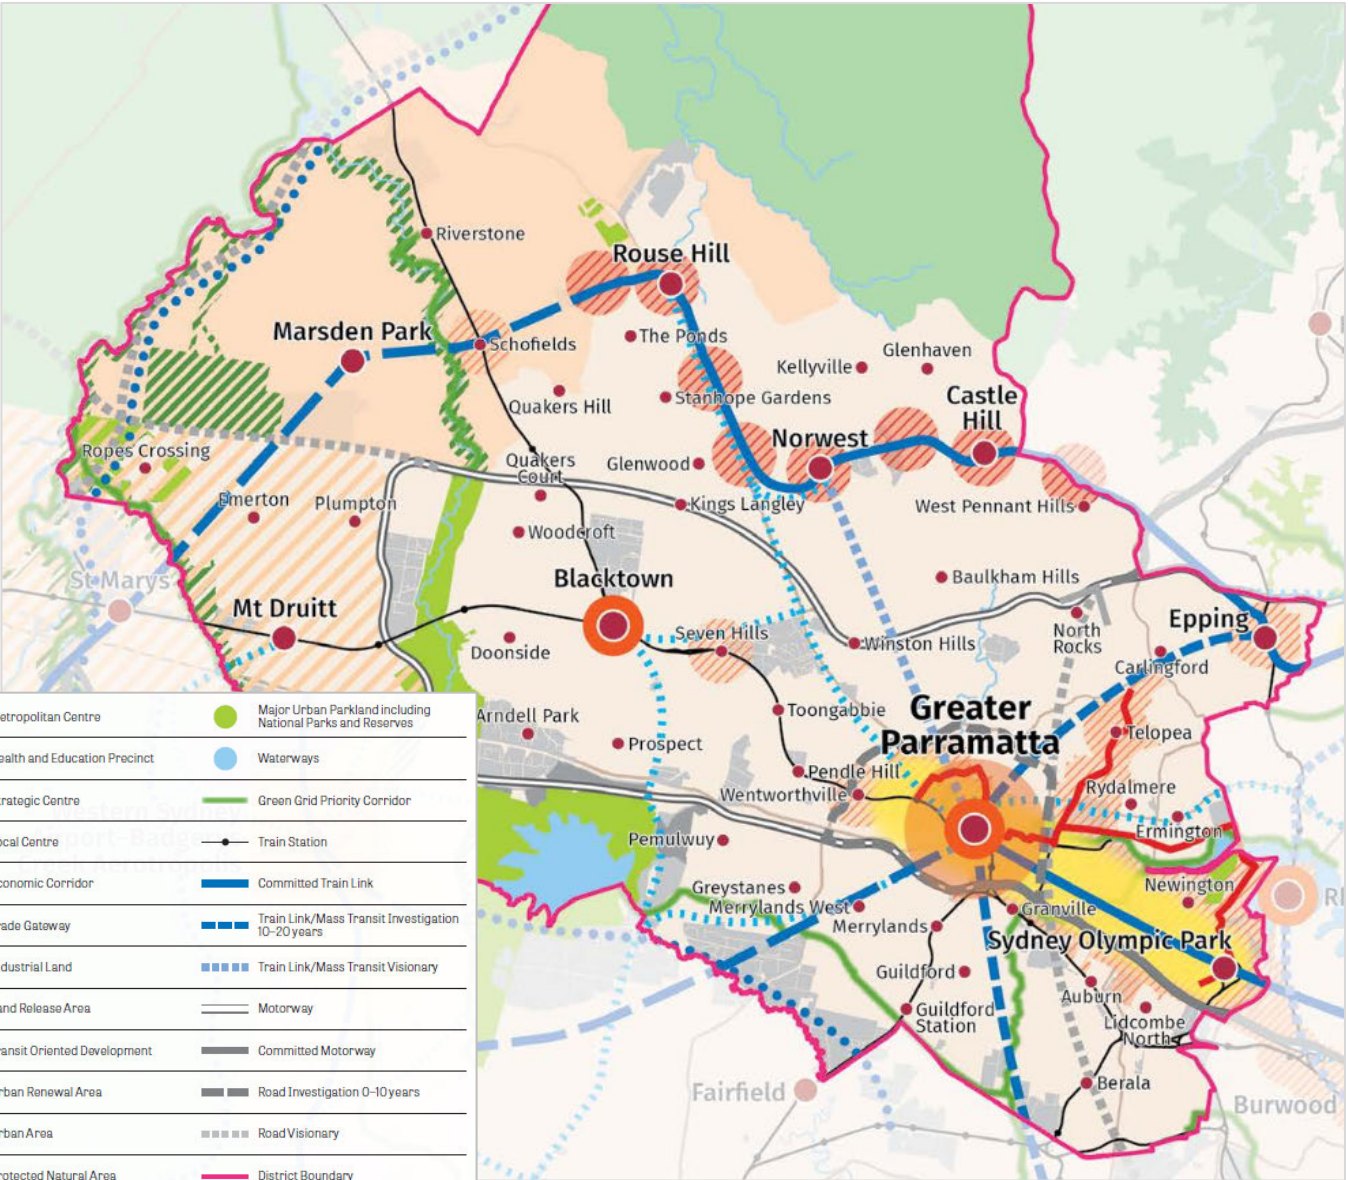 Riverstone
Rouse Hill
Marsden Park
Schofields
The Ponds
Kellyville
Glenhaven
Castle
Hill
Quakers Hill
Stanhope Gardens
Norwest
Ropes Crossing
Quakers
Court
Glenwood
Emerton
Plumpton
Kings Langley
West Pennant Hills
Woodcroft
St Marys
Blacktown
Baulkham Hills
Mt Druitt
Seven Hills
Winston Hills
North
Rocks
Epping
Doonside
Carlingford
Arndell Park
Toongabbie
Greater
Parramatta
Telopea
Prospect
Pendle Hill
Wentworthville
Rydalmere
Ermington
Pemulwuy
Greystanes
Merrylands West
Newington
Granville
Merrylands
Sydney Olympic Park
Guildford
Auburn
Guildford
Station
Lidcombe
North
Berala
Fairfield
Burwood
Rh
etropolitan Centre
Major Urban Parkland including
National Parks and Reserves
ealth and Education Precinct
Waterways
trategic Centre
Green Grid Priority Corridor
ocal Centre
Train Station
conomic Corridor
Committed Train Link
rade Gateway
Train Link/Mass Transit Investigation
10–20 years
ndustrial Land
Train Link/Mass Transit Visionary
and Release Area
Motorway
ransit Oriented Development
Committed Motorway
rban Renewal Area
Road Investigation 0–10 years
rban Area
Road Visionary
rotected Natural Area
District Boundary
estern Sydney
Airport-Badgerys
Creek Aerotropolis